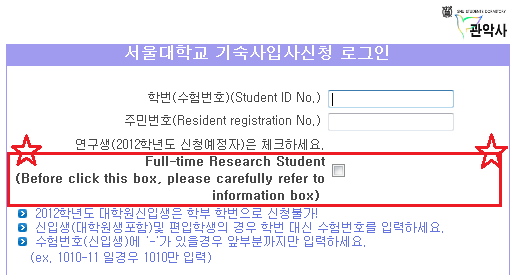 SNU STUDENTS DORMITORY
관악사
서울대학교 기숙사입사신청 로그인
학번(수험번호)(Student ID No.)
주민번호(Resident registration No.)
연구생(2012학년도 신청예정자)은 체크하세요.
Full-time Research Student
(Before click this box, please carefully refer to
information box)
2012학년도 대학원신입생은 학부 학번으로 신청불가!
신입생(대학원생포함)및 편입학생의 경우 학번 대신 수험번호를 입력하세요.
수험번호(신입생)에 '-'가 있을경우 앞부분까지만 입력하세요.
(ex. 1010-11 일경우 1010만 입력)